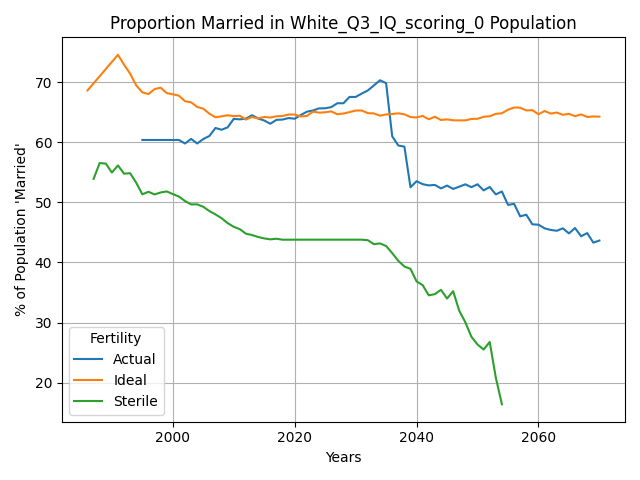 Proportion Married in White_Q3_IQ_scoring_0 Population
% of Population 'Married'
70
60
50
40
30
20
Fertility
Actual
Ideal
Sterile
2000
2020
2040
2060
Years